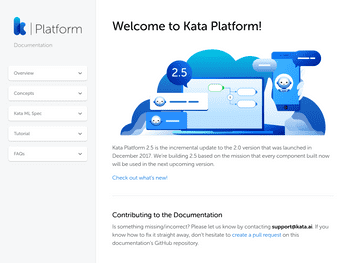 Platform
Documentation
Overview
Concepts
Kata ML Spec
Tutorial
FAQs
Welcome to Kata Platform!
2.5
Kata Platform 2.5 is the incremental update to the 2.0 version that was launched in
December 2017. We're building 2.5 based on the mission that every component built now
will be used in the next upcoming version.
Check out what's new!
Contributing to the Documentation
Is something missing/incorrect? Please let us know by contacting support@kata.ai. If you
know how to fix it straight away, don't hesitate to create a pull request on
this documentation's GitHub repository.